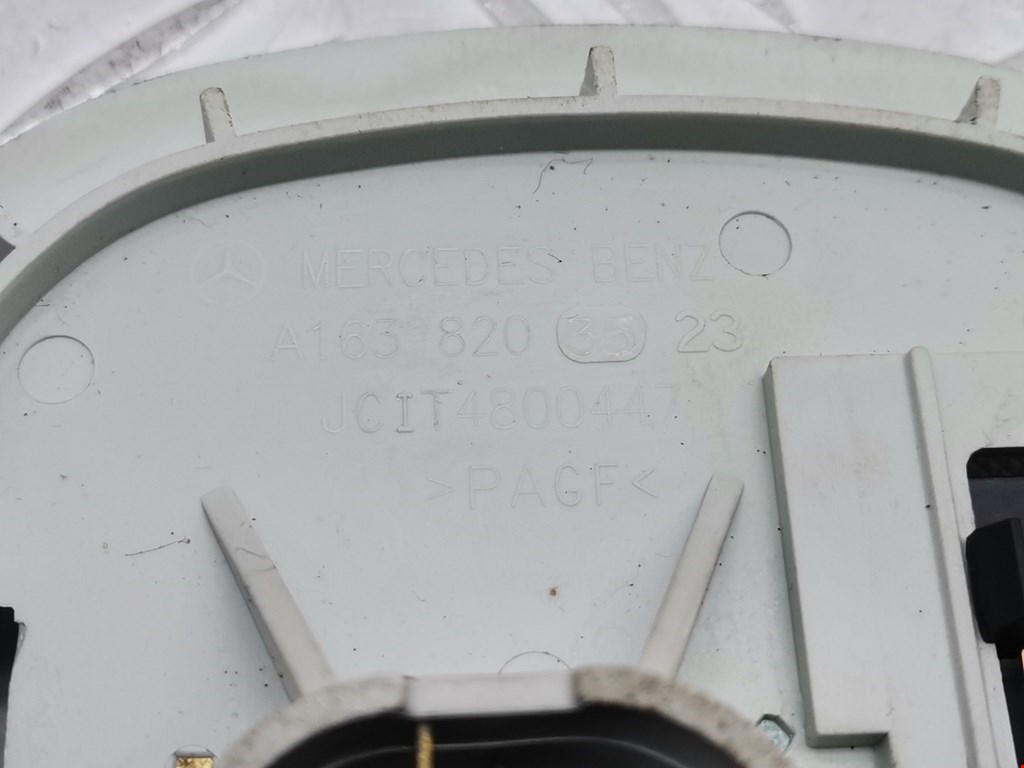 MERCEDES BENZ
A163 820 35 23
JCIT4800447
>PAGF<